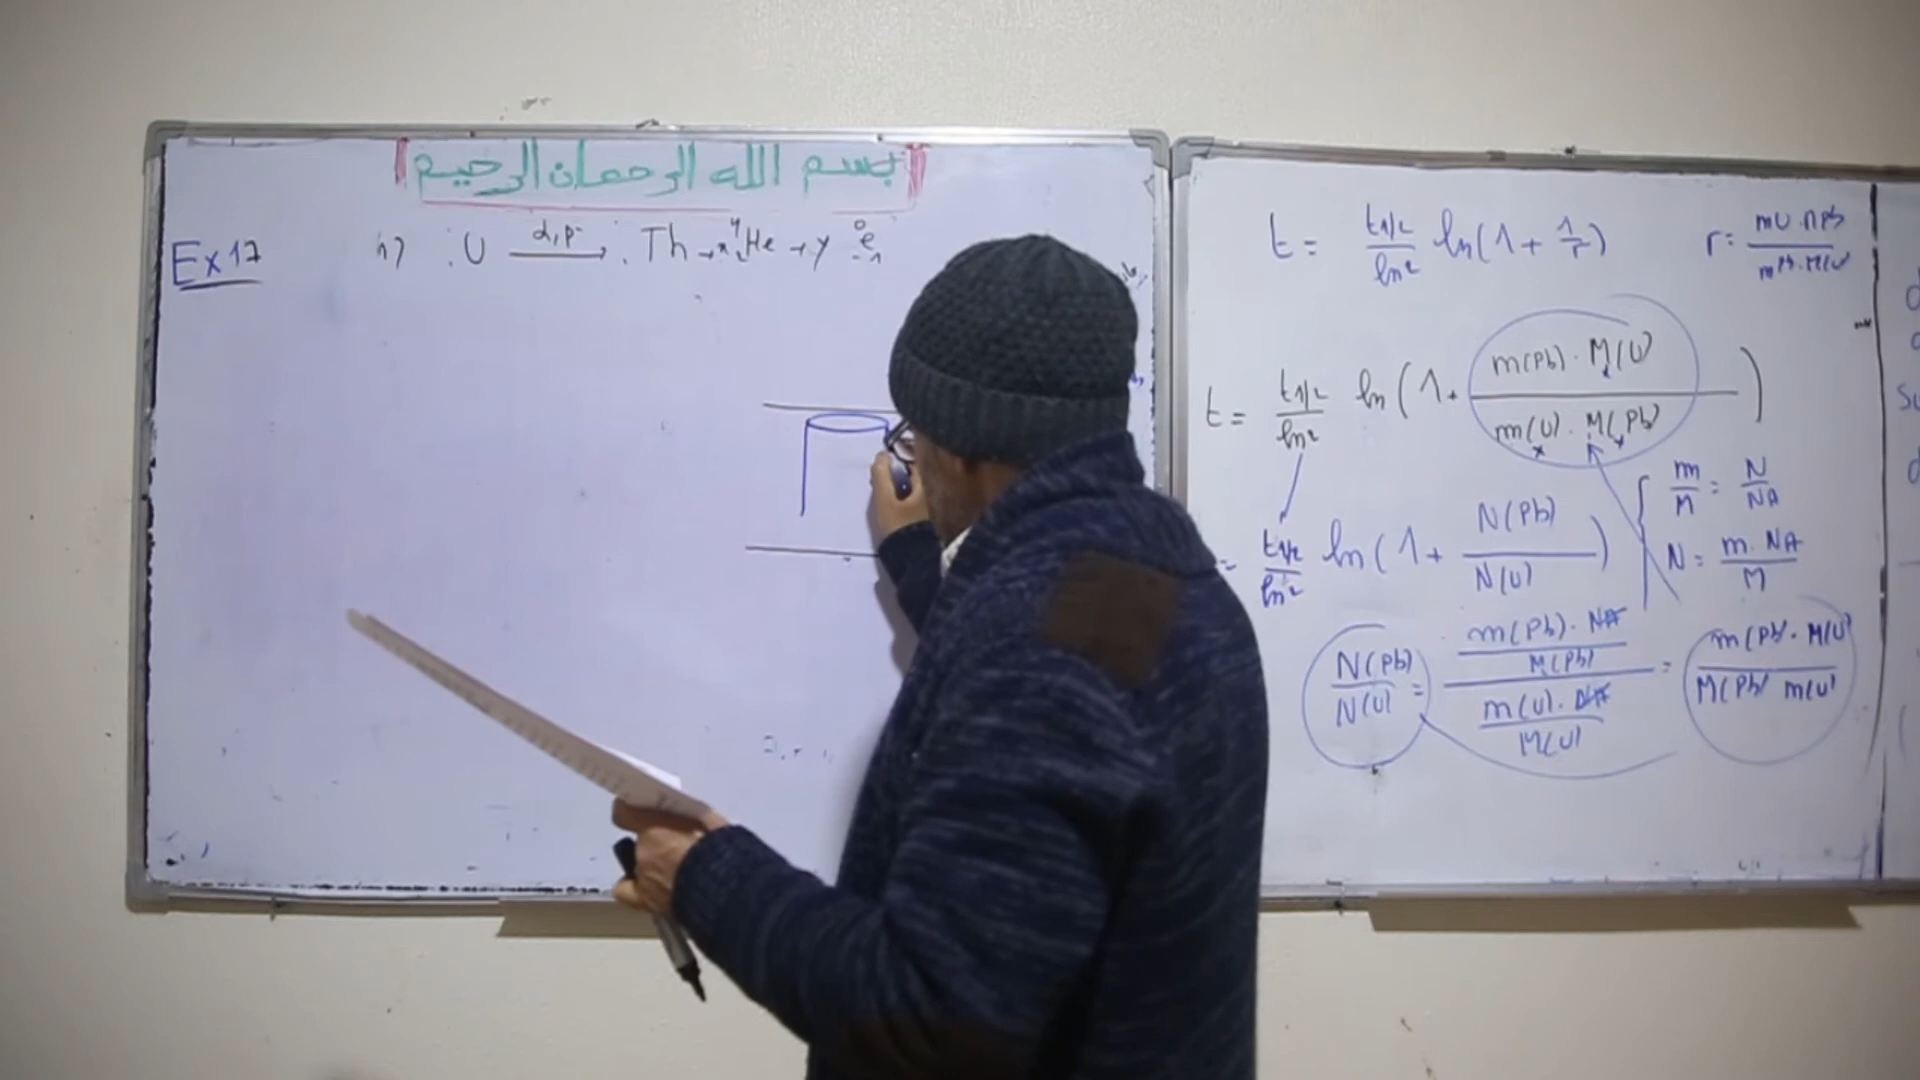 بسم الله الرحمان الرحيم
Ex 17
U α, β⁻ → Th + x ⁴₂He + y ⁰₋₁e
t = t1/2 / ln2 ln(1 + 1/r)
r = mU · MPb / mPb · M(U)
t = t1/2 / ln2 ln(1 + m(Pb) · M(U) / m(U) · M(Pb))
= t1/2 / ln2 ln(1 + N(Pb) / N(U))
m / M = N / NA
N = m · NA / M
N(Pb) / N(U) = (m(Pb) · NA / M(Pb)) / (m(U) · NA / M(U)) = m(Pb) · M(U) / M(Pb) m(U)